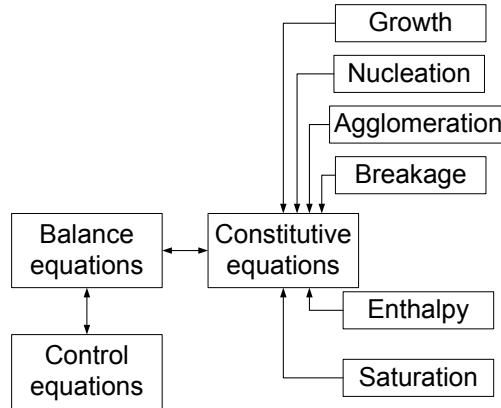 Growth
Nucleation
Agglomeration
Breakage
Balance
equations
Constitutive
equations
Enthalpy
Control
equations
Saturation